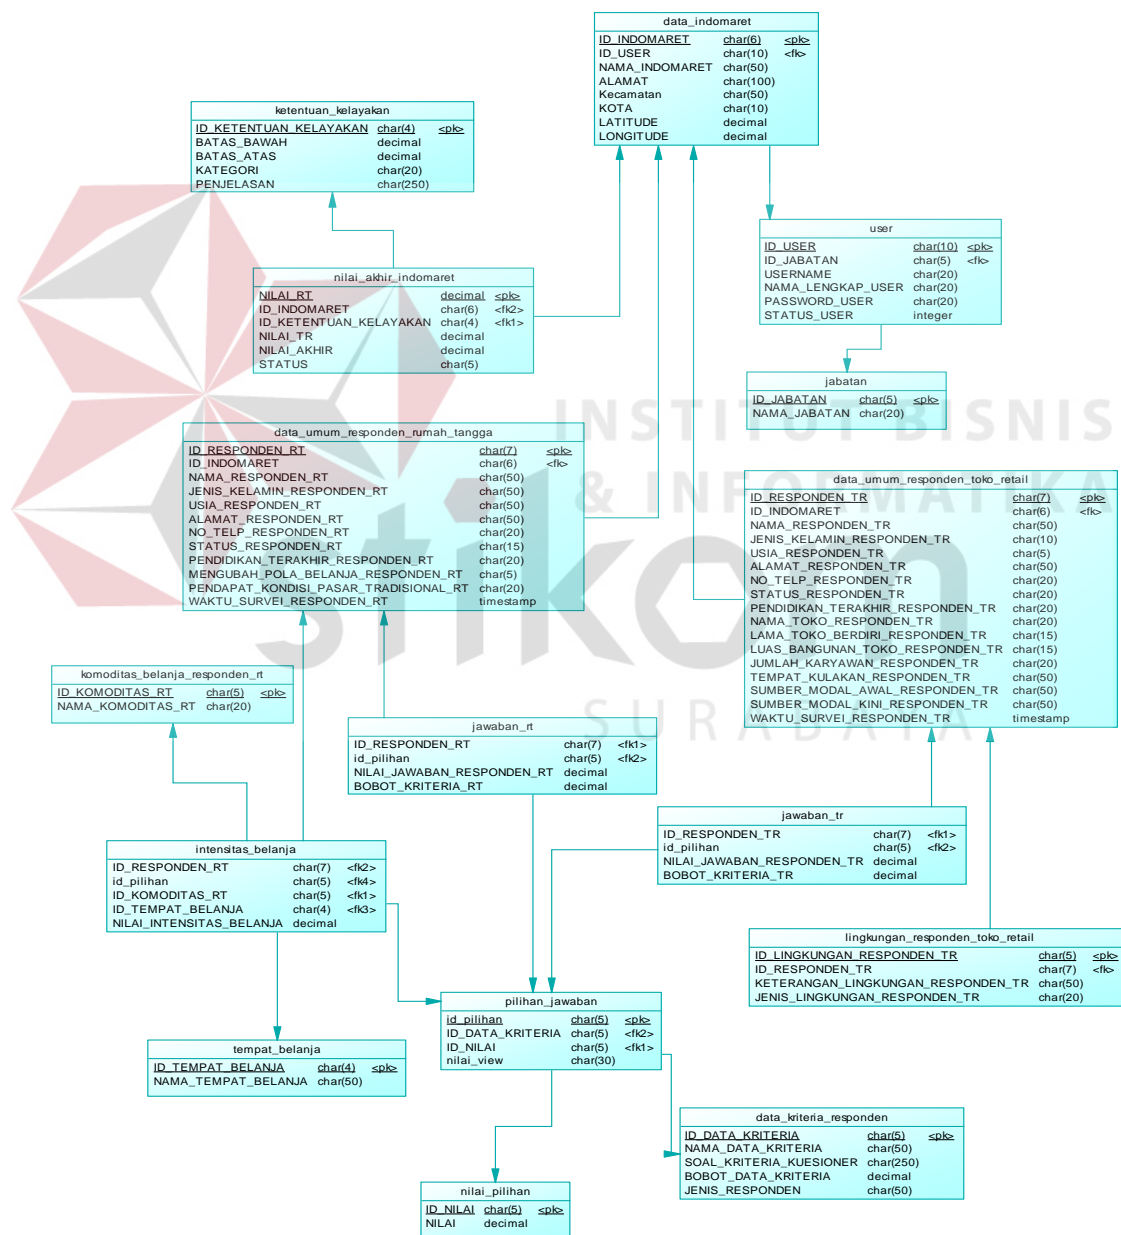 data_indomaret
ID_INDOMARET char(6) <pk>
ID_USER char(10) <fk>
NAMA_INDOMARET char(50)
ALAMAT char(100)
Kecamatan char(50)
KOTA char(10)
LATITUDE decimal
LONGITUDE decimal
ketentuan_kelayakan
ID_KETENTUAN_KELAYAKAN char(4) <pk>
BATAS_BAWAH decimal
BATAS_ATAS decimal
KATEGORI char(20)
PENJELASAN char(250)
user
ID_USER char(10) <pk>
ID_JABATAN char(5) <fk>
USERNAME char(20)
NAMA_LENGKAP_USER char(20)
PASSWORD_USER char(20)
STATUS_USER integer
nilai_akhir_indomaret
NILAI_RT decimal <pk>
ID_INDOMARET char(6) <fk2>
ID_KETENTUAN_KELAYAKAN char(4) <fk1>
NILAI_TR decimal
NILAI_AKHIR decimal
STATUS char(5)
jabatan
ID_JABATAN char(5) <pk>
NAMA_JABATAN char(20)
INSTITUT BISNIS
& INFORMATIKA
stikom
SURABAYA
data_umum_responden_rumah_tangga
ID_RESPONDEN_RT char(7) <pk>
ID_INDOMARET char(6) <fk>
NAMA_RESPONDEN_RT char(50)
JENIS_KELAMIN_RESPONDEN_RT char(50)
USIA_RESPONDEN_RT char(50)
ALAMAT_RESPONDEN_RT char(50)
NO_TELP_RESPONDEN_RT char(20)
STATUS_RESPONDEN_RT char(15)
PENDIDIKAN_TERAKHIR_RESPONDEN_RT char(20)
MENGUBAH_POLA_BELANJA_RESPONDEN_RT char(5)
PENDAPAT_KONDISI_PASAR_TRADISIONAL_RT char(20)
WAKTU_SURVEI_RESPONDEN_RT timestamp
data_umum_responden_toko_retail
ID_RESPONDEN_TR char(7) <pk>
ID_INDOMARET char(6) <fk>
NAMA_RESPONDEN_TR char(50)
JENIS_KELAMIN_RESPONDEN_TR char(10)
USIA_RESPONDEN_TR char(5)
ALAMAT_RESPONDEN_TR char(50)
NO_TELP_RESPONDEN_TR char(20)
STATUS_RESPONDEN_TR char(20)
PENDIDIKAN_TERAKHIR_RESPONDEN_TR char(20)
NAMA_TOKO_RESPONDEN_TR char(20)
LAMA_TOKO_BERDIRI_RESPONDEN_TR char(15)
LUAS_BANGUNAN_TOKO_RESPONDEN_TR char(15)
JUMLAH_KARYAWAN_RESPONDEN_TR char(20)
TEMPAT_KULAKAN_RESPONDEN_TR char(50)
SUMBER_MODAL_AWAL_RESPONDEN_TR char(50)
SUMBER_MODAL_KINI_RESPONDEN_TR char(50)
WAKTU_SURVEI_RESPONDEN_TR timestamp
komoditas_belanja_responden_rt
ID_KOMODITAS_RT char(5) <pk>
NAMA_KOMODITAS_RT char(20)
jawaban_rt
ID_RESPONDEN_RT char(7) <fk1>
id_pilihan char(5) <fk2>
NILAI_JAWABAN_RESPONDEN_RT decimal
BOBOT_KRITERIA_RT decimal
jawaban_tr
ID_RESPONDEN_TR char(7) <fk1>
id_pilihan char(5) <fk2>
NILAI_JAWABAN_RESPONDEN_TR decimal
BOBOT_KRITERIA_TR decimal
intensitas_belanja
ID_RESPONDEN_RT char(7) <fk2>
id_pilihan char(5) <fk4>
ID_KOMODITAS_RT char(5) <fk1>
ID_TEMPAT_BELANJA char(4) <fk3>
NILAI_INTENSITAS_BELANJA decimal
lingkungan_responden_toko_retail
ID_LINGKUNGAN_RESPONDEN_TR char(5) <pk>
ID_RESPONDEN_TR char(7) <fk>
KETERANGAN_LINGKUNGAN_RESPONDEN_TR char(50)
JENIS_LINGKUNGAN_RESPONDEN_TR char(20)
pilihan_jawaban
id_pilihan char(5) <pk>
ID_DATA_KRITERIA char(5) <fk2>
ID_NILAI char(5) <fk1>
nilai_view char(30)
tempat_belanja
ID_TEMPAT_BELANJA char(4) <pk>
NAMA_TEMPAT_BELANJA char(50)
data_kriteria_responden
ID_DATA_KRITERIA char(5) <pk>
NAMA_DATA_KRITERIA char(50)
SOAL_KRITERIA_KUESIONER char(250)
BOBOT_DATA_KRITERIA decimal
JENIS_RESPONDEN char(50)
nilai_pilihan
ID_NILAI char(5) <pk>
NILAI decimal